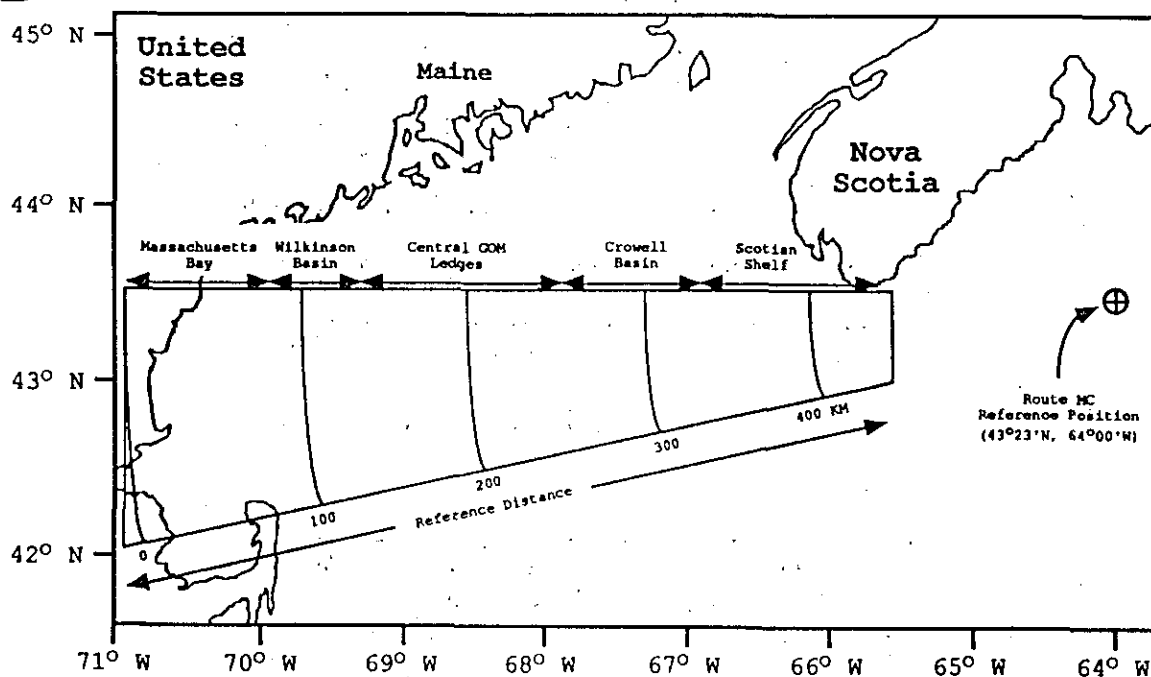 45° N
United
States
Maine
Nova
Scotia
44° N
Massachusetts
Bay
Wilkinson
Basin
Central GOM
Ledges
Crowell
Basin
Scotian
Shelf
43° N
Route MC
Reference Position
(43°23'N, 64°00'W)
400 KM
300
200
100
0
Reference Distance
42° N
71° W
70° W
69° W
68° W
67° W
66° W
65° W
64° W